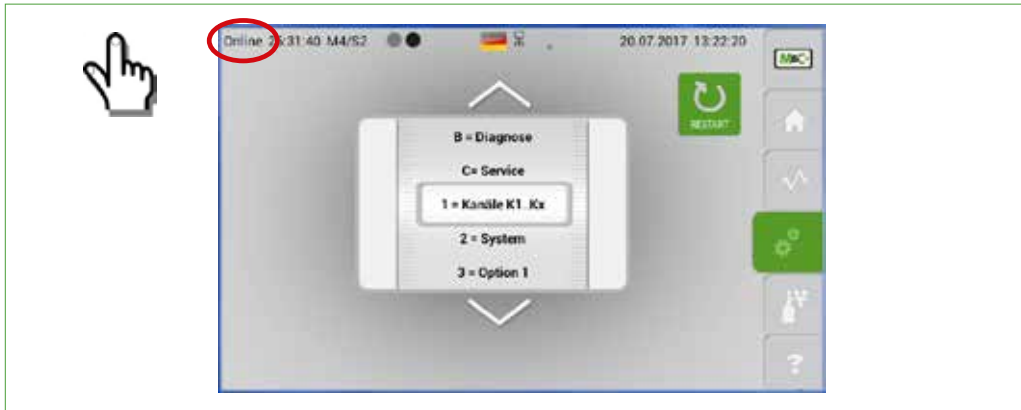 Online 26:31:40 M4/S2
20.07.2017 13:22:20
M&C
RESTART
B = Diagnose
C= Service
1 = Kanäle K1..Kx
2 = System
3 = Option 1
?